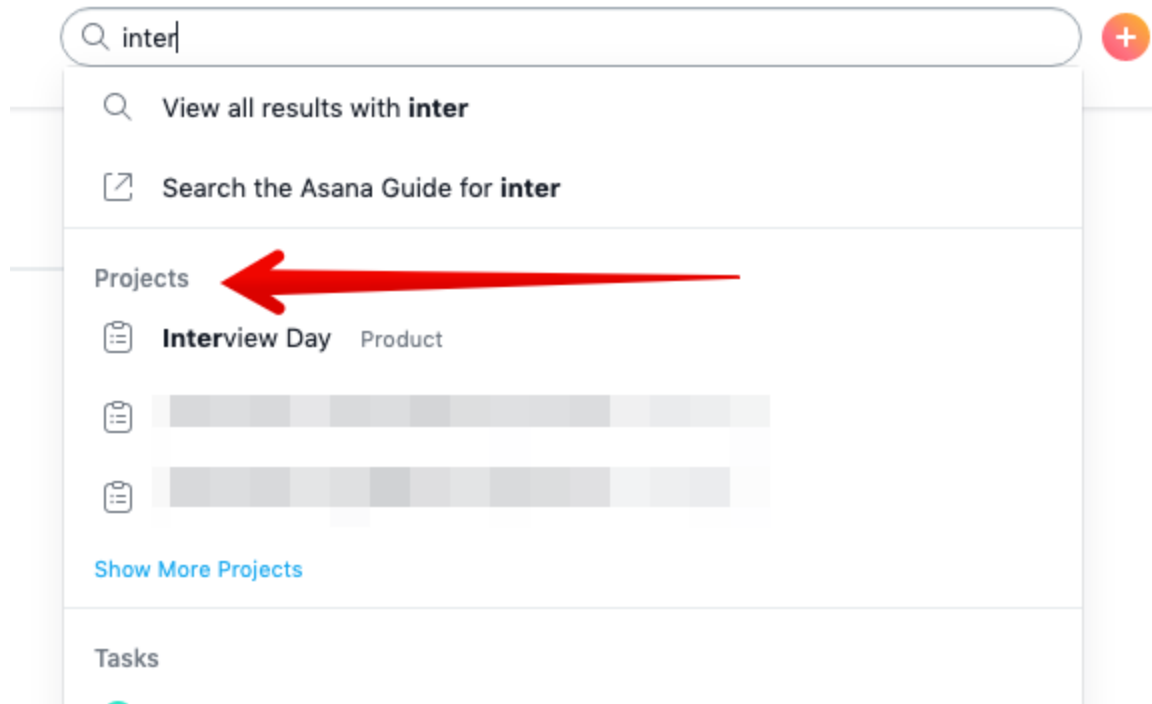 inter
View all results with inter
Search the Asana Guide for inter
Projects
Interview Day Product
Show More Projects
Tasks